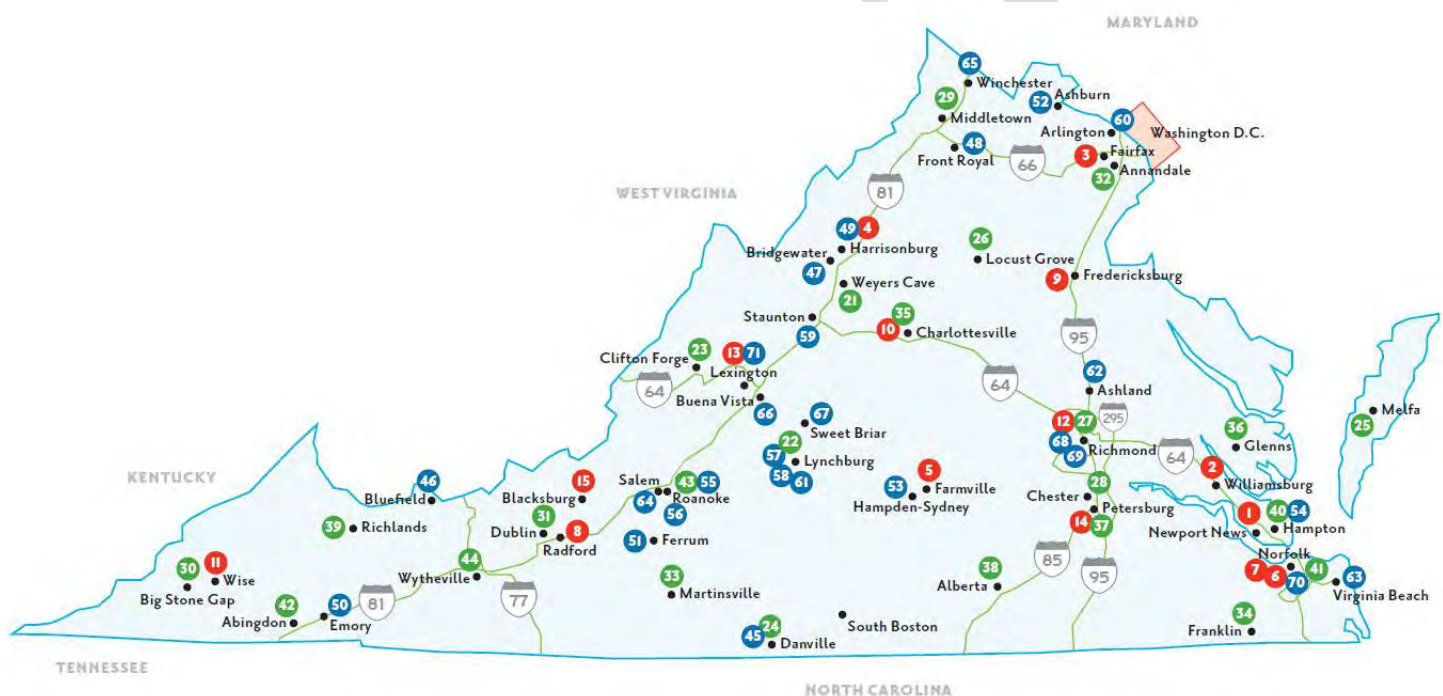 MARYLAND
65
Winchester
29
Middletown
52
Ashburn
60
Arlington
Washington D.C.
3
Fairfax
32
Annandale
48
Front Royal
66
WEST VIRGINIA
81
49
4
Harrisonburg
Bridgewater
47
26
Locust Grove
Weyers Cave
21
9
Fredericksburg
Staunton
59
10
35
Charlottesville
95
Clifton Forge
23
13
71
Lexington
64
Buena Vista
66
64
62
Ashland
295
67
Sweet Briar
12
27
Richmond
68
69
36
Glenns
Melfa
25
22
57
Lynchburg
58
61
64
2
Williamsburg
KENTUCKY
46
Bluefield
15
Blacksburg
Salem
43
55
Roanoke
64
56
5
Farmville
53
Hampden-Sydney
28
Chester
Petersburg
14
37
1
40
54
Hampton
Newport News
39
Richlands
31
Dublin
8
Radford
51
Ferrum
Norfolk
7
6
70
41
63
Virginia Beach
30
11
Wise
Big Stone Gap
44
Wytheville
33
Martinsville
38
Alberta
85
95
42
Abingdon
50
Emory
81
77
45
24
Danville
South Boston
34
Franklin
TENNESSEE
NORTH CAROLINA